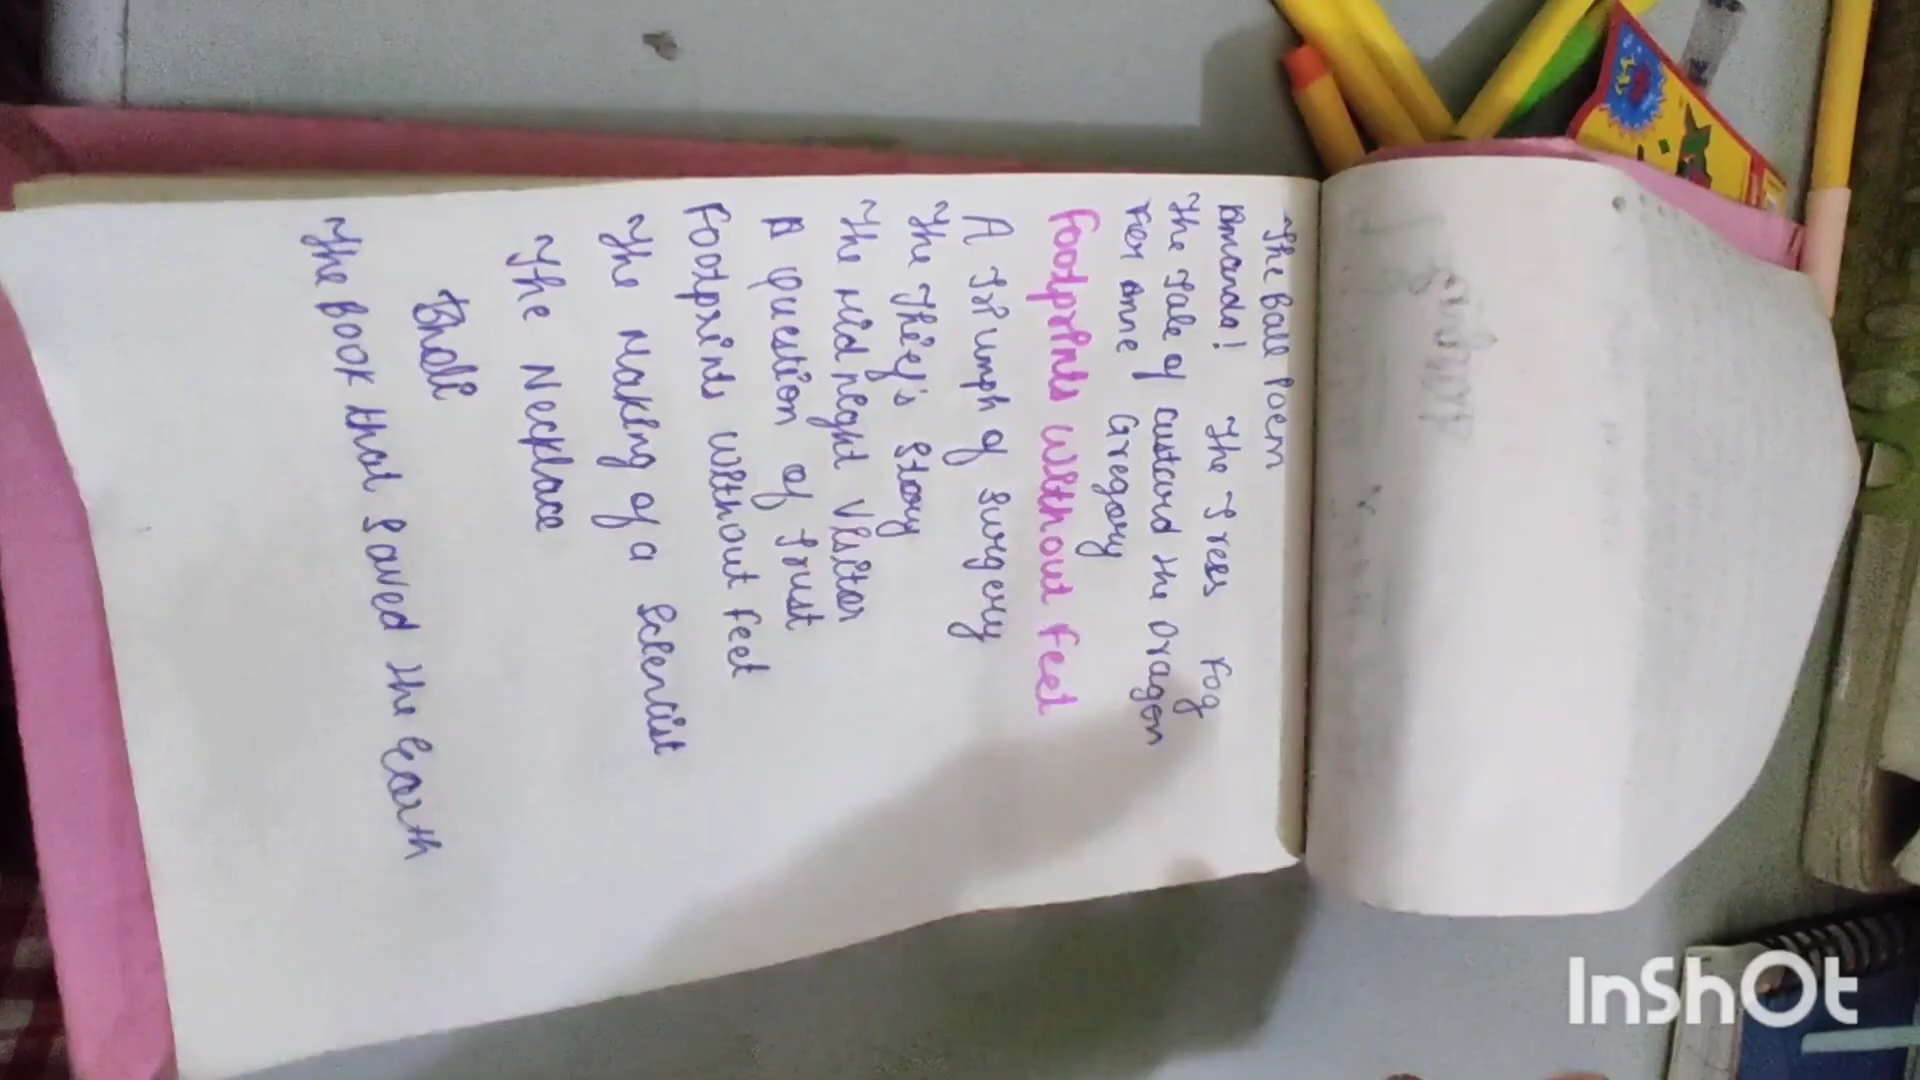 The Ball Poem
Amanda! The Trees Fog
The Tale of Custard the Dragon
For Anne Gregory
Footprints without Feet
A Triumph of Surgery
The Thief's Story
The Midnight Visitor
A Question of Trust
Footprints without Feet
The Making of a Scientist
The Necklace
Bholi
The Book that Saved the Earth
InShOt